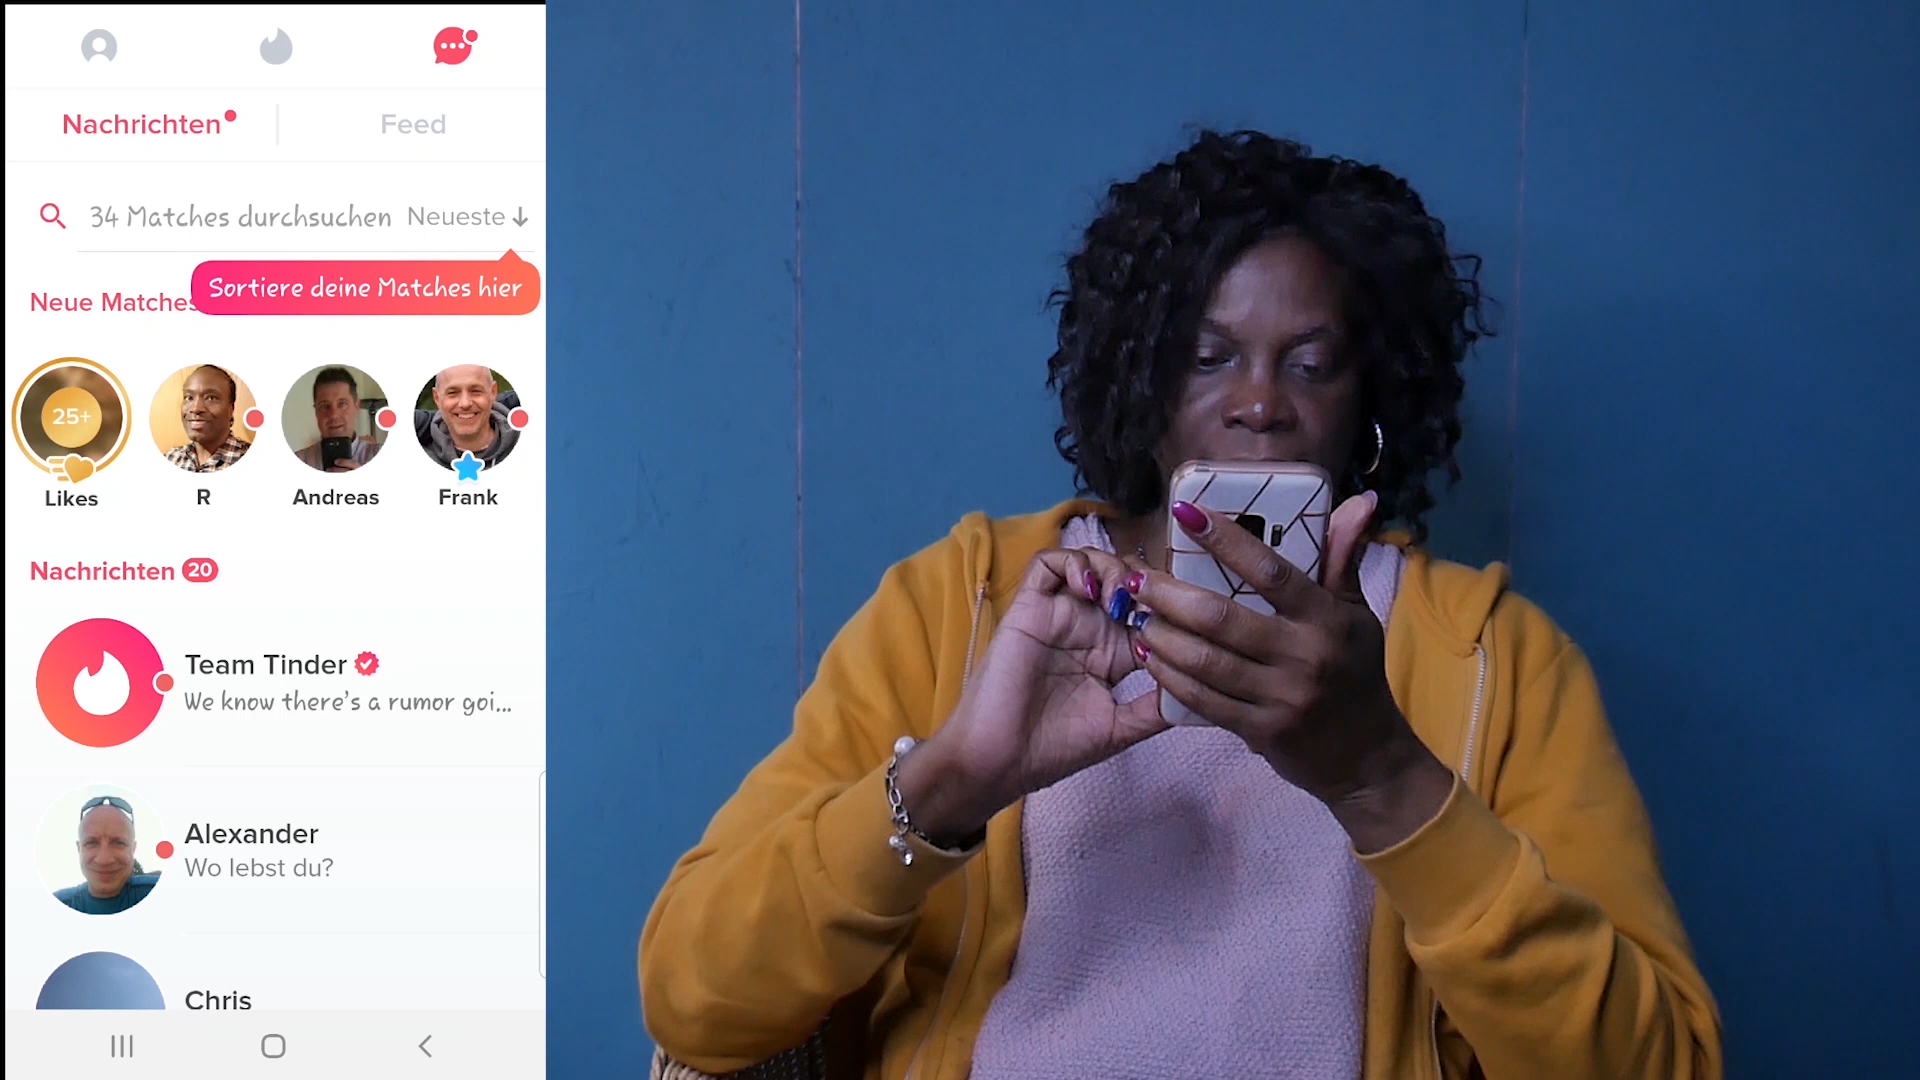 Nachrichten
Feed
34 Matches durchsuchen
Neueste
Sortiere deine Matches hier
Neue Matches
25+
Likes
R
Andreas
Frank
Nachrichten 20
Team Tinder
We know there's a rumor goi...
Alexander
Wo lebst du?
Chris